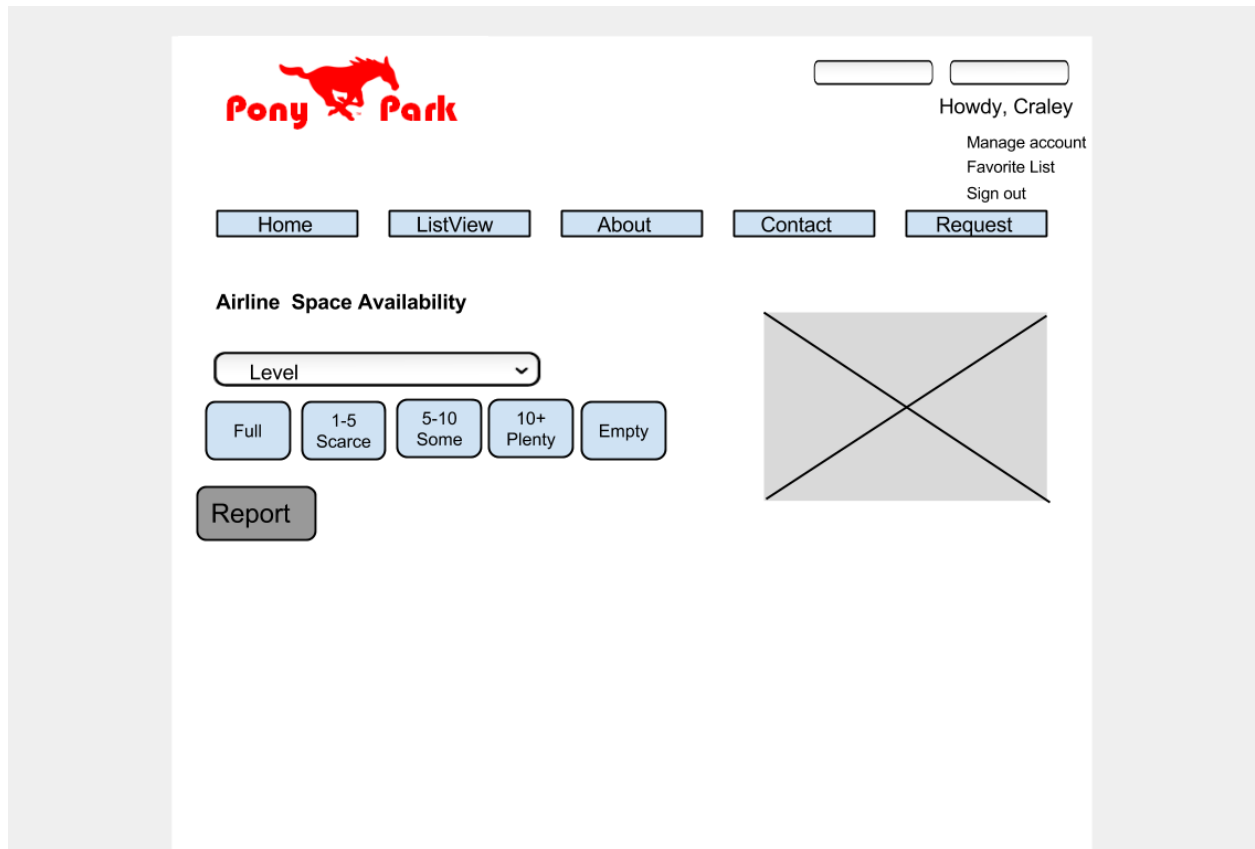 Pony Park
Howdy, Craley
Manage account
Favorite List
Sign out
Home ListView About Contact Request
Airline  Space Availability
Level
Full
1-5
Scarce
5-10
Some
10+
Plenty
Empty
Report